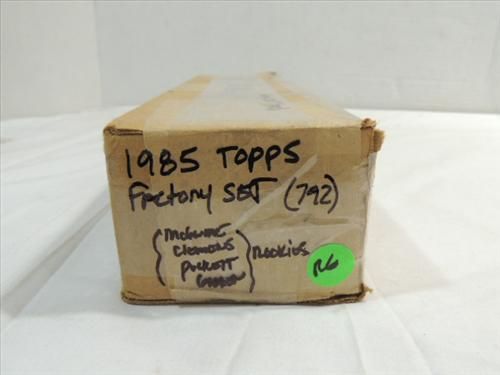 1985 TOPPS
Factory SET (792)
McGwire
Clemens
Puckett
Rookies
R6